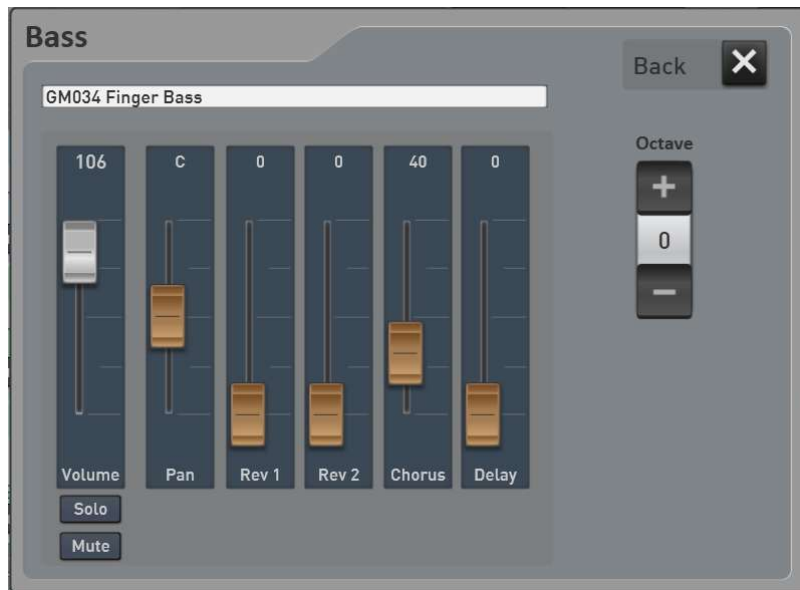 Bass
Back
GM034 Finger Bass
Octave
106 C 0 0 40 0
+
0
−
Volume Pan Rev 1 Rev 2 Chorus Delay
Solo
Mute